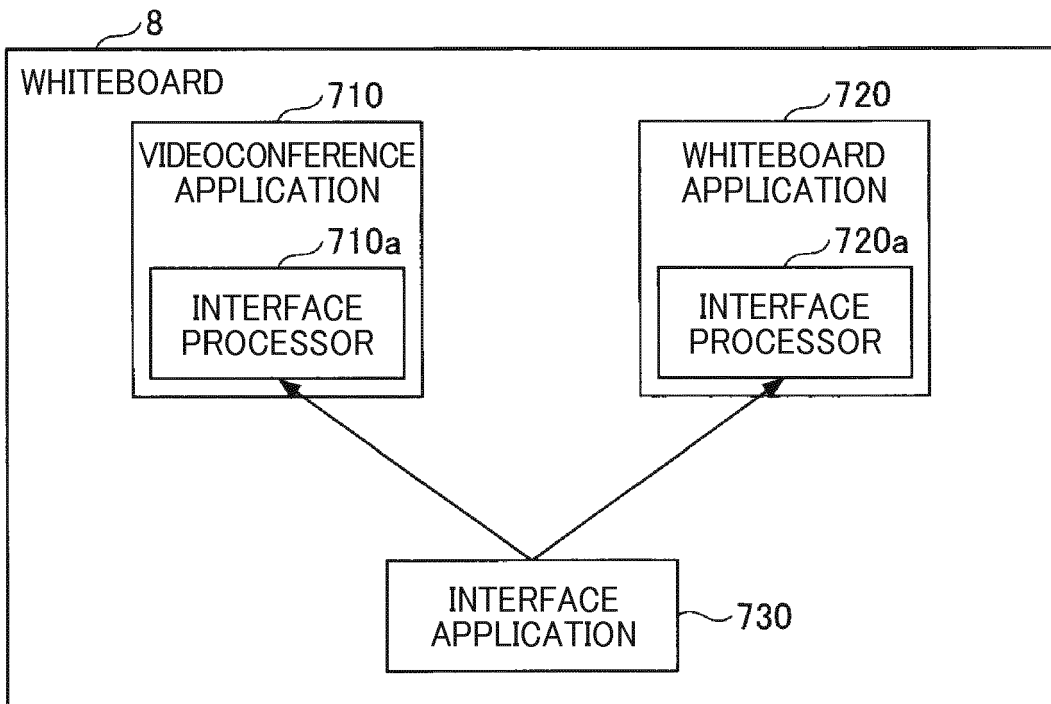 8
WHITEBOARD
710
720
VIDEOCONFERENCE
APPLICATION
WHITEBOARD
APPLICATION
710a
720a
INTERFACE
PROCESSOR
INTERFACE
PROCESSOR
INTERFACE
APPLICATION
730